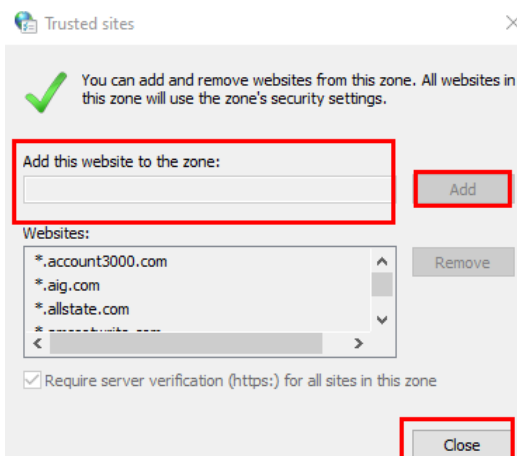 Trusted sites
You can add and remove websites from this zone. All websites in
this zone will use the zone's security settings.
Add this website to the zone:
Add
Websites:
*.account3000.com
Remove
*.aig.com
*.allstate.com
Require server verification (https:) for all sites in this zone
Close